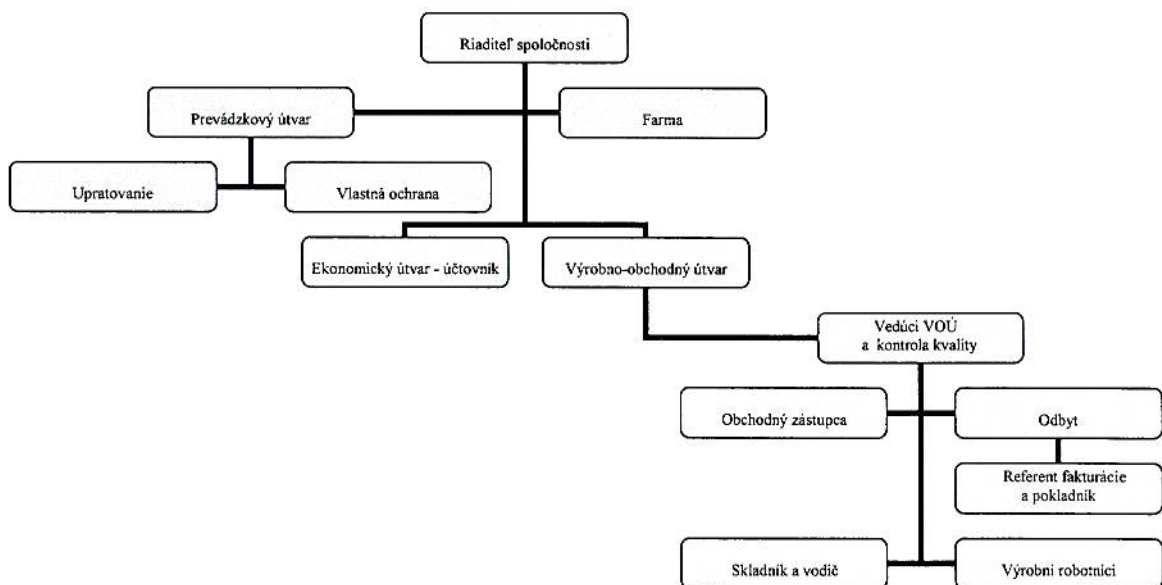 Riaditeľ spoločnosti
Prevádzkový útvar
Farma
Upratovanie
Vlastná ochrana
Ekonomický útvar - účtovník
Výrobno-obchodný útvar
Vedúci VOÚ
a kontrola kvality
Obchodný zástupca
Odbyt
Referent fakturácie
a pokladník
Skladník a vodič
Výrobní robotníci